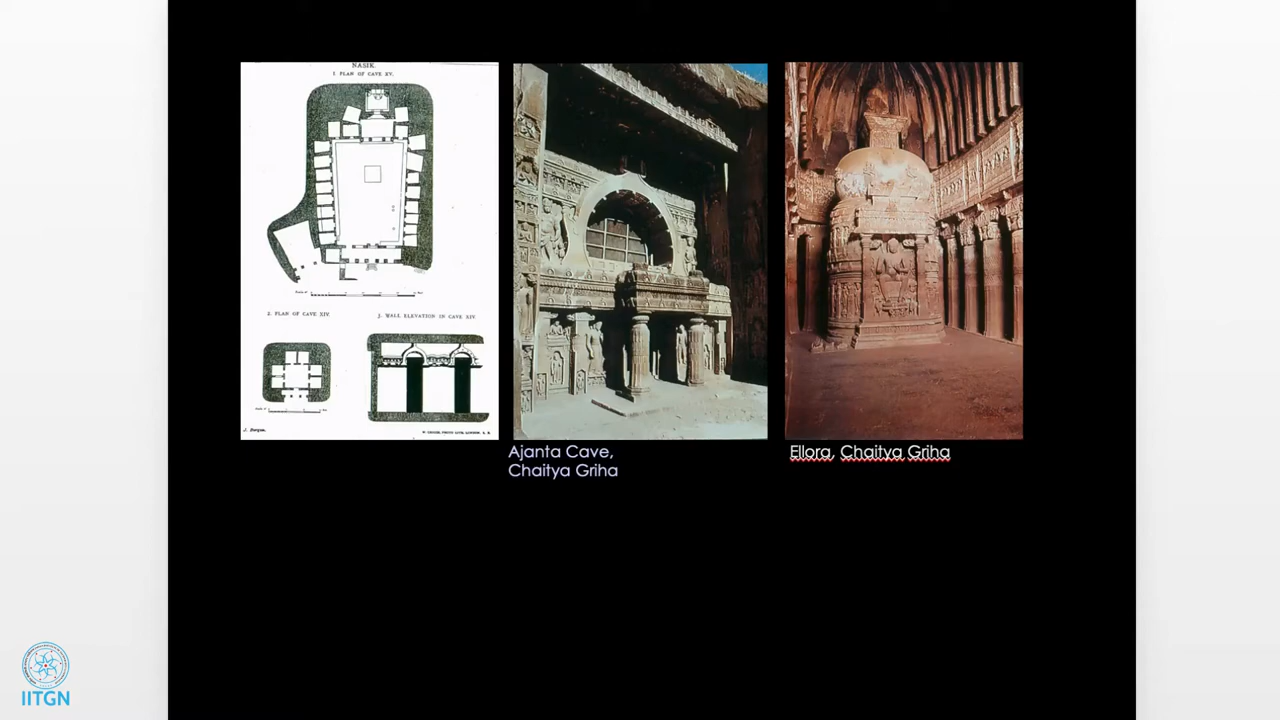 NASIK.
1. PLAN OF CAVE XV.
2. PLAN OF CAVE XIV.
3. WALL ELEVATION IN CAVE XIV.
Ajanta Cave,
Chaitya Griha
Ellora, Chaitya Griha
IITGN